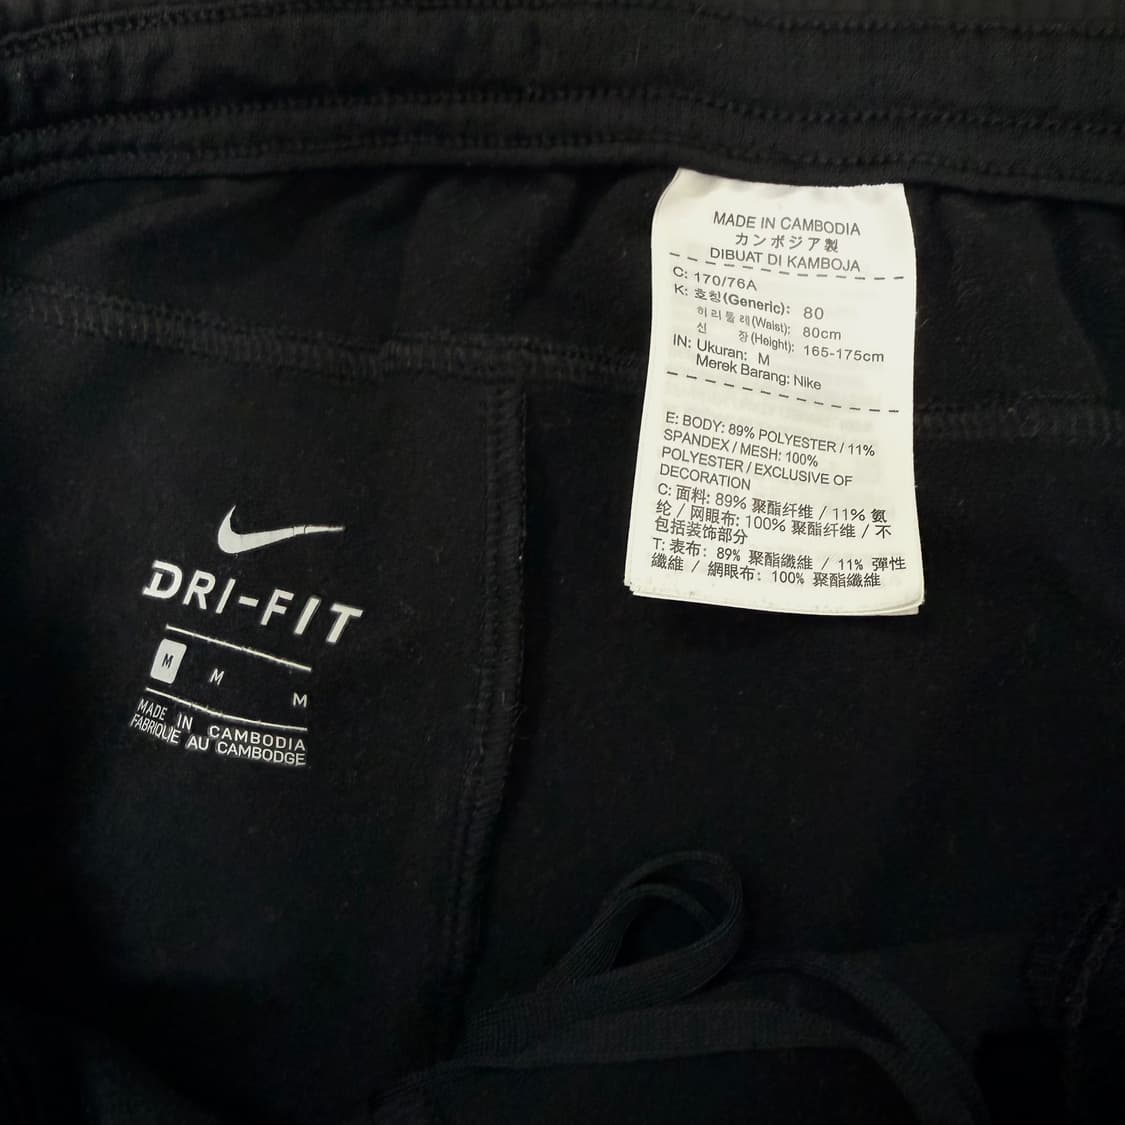 DRI-FIT
M M M
MADE IN CAMBODIA
FABRIQUE AU CAMBODGE
MADE IN CAMBODIA
カンボジア製
DIBUAT DI KAMBOJA
C: 170/76A
K: 호칭(Generic): 80
허리둘레(Waist): 80cm
신 장(Height): 165-175cm
IN: Ukuran: M
Merek Barang: Nike
E: BODY: 89% POLYESTER / 11%
SPANDEX / MESH: 100%
POLYESTER / EXCLUSIVE OF
DECORATION
C: 面料: 89% 聚酯纤维 / 11% 氨
纶 / 网眼布: 100% 聚酯纤维 / 不
包括装饰部分
T: 表布: 89% 聚酯纖維 / 11% 彈性
纖維 / 網眼布: 100% 聚酯纖維